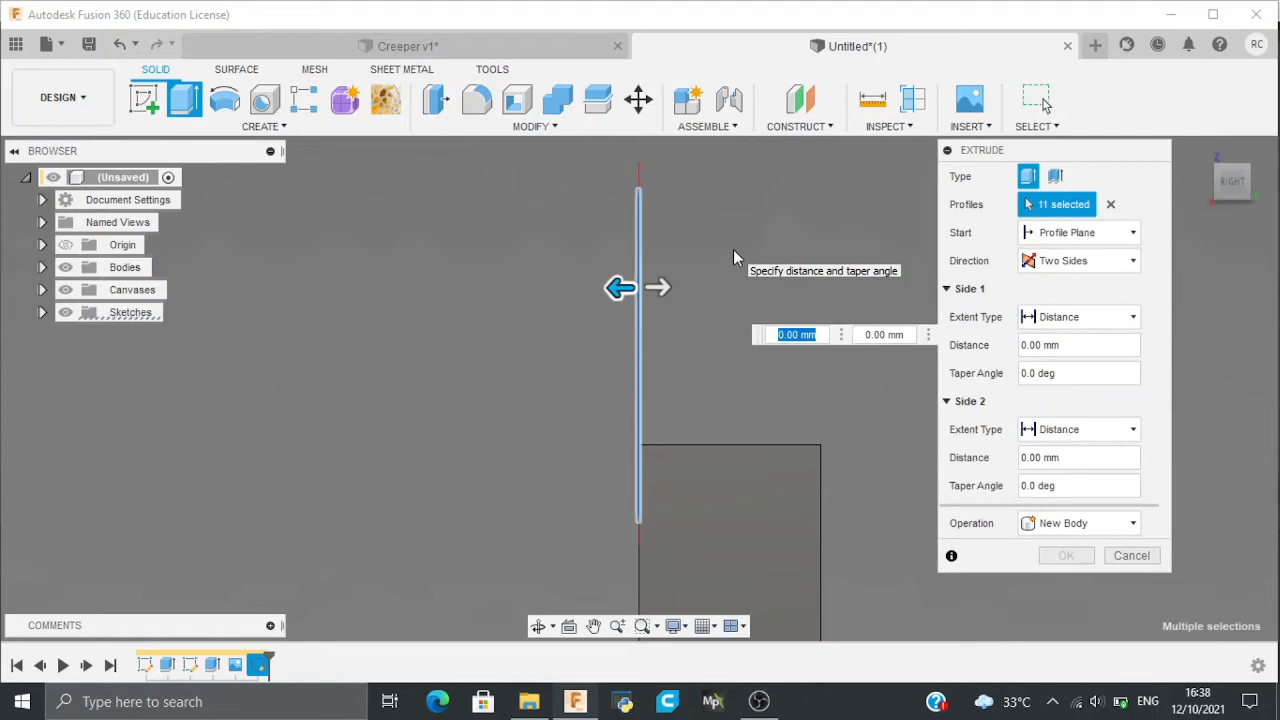 Autodesk Fusion 360 (Education License)
Creeper v1*
Untitled*(1)
RC
DESIGN
SOLID
SURFACE
MESH
SHEET METAL
TOOLS
CREATE
MODIFY
ASSEMBLE
CONSTRUCT
INSPECT
INSERT
SELECT
BROWSER
(Unsaved)
Document Settings
Named Views
Origin
Bodies
Canvases
Sketches
Specify distance and taper angle
0.00 mm
0.00 mm
EXTRUDE
Type
Profiles 11 selected
Start Profile Plane
Direction Two Sides
Side 1
Extent Type Distance
Distance 0.00 mm
Taper Angle 0.0 deg
Side 2
Extent Type Distance
Distance 0.00 mm
Taper Angle 0.0 deg
Operation New Body
OK Cancel
Z
RIGHT
X
Y
COMMENTS
Multiple selections
Type here to search
33°C
ENG
16:38
12/10/2021